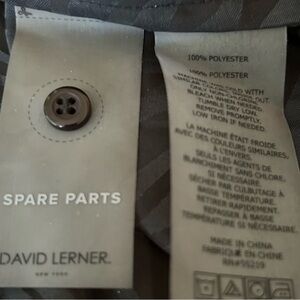 SPARE PARTS
DAVID LERNER.
NEW YORK
100% POLYESTER
100% POLYESTER
MACHINE WASH COLD WITH
SIMILAR COLORS INSIDE OUT.
ONLY NON-CHLORINE
BLEACH WHEN NEEDED.
TUMBLE DRY LOW.
REMOVE PROMPTLY.
LOW IRON IF NEEDED.
LA MACHINE ÉTAIT FROIDE
AVEC DES COULEURS SIMILAIRES,
À L'ENVERS.
SEULS LES AGENTS DE
BLANCHIMENT SANS CHLORE,
SI NÉCESSAIRE.
SÉCHER PAR CULBUTAGE À
BASSE TEMPÉRATURE
RETIRER RAPIDEMENT.
REPASSER À BASSE
TEMPÉRATURE SI NÉCESSAIRE.
MADE IN CHINA
FABRIQUÉ EN CHINE